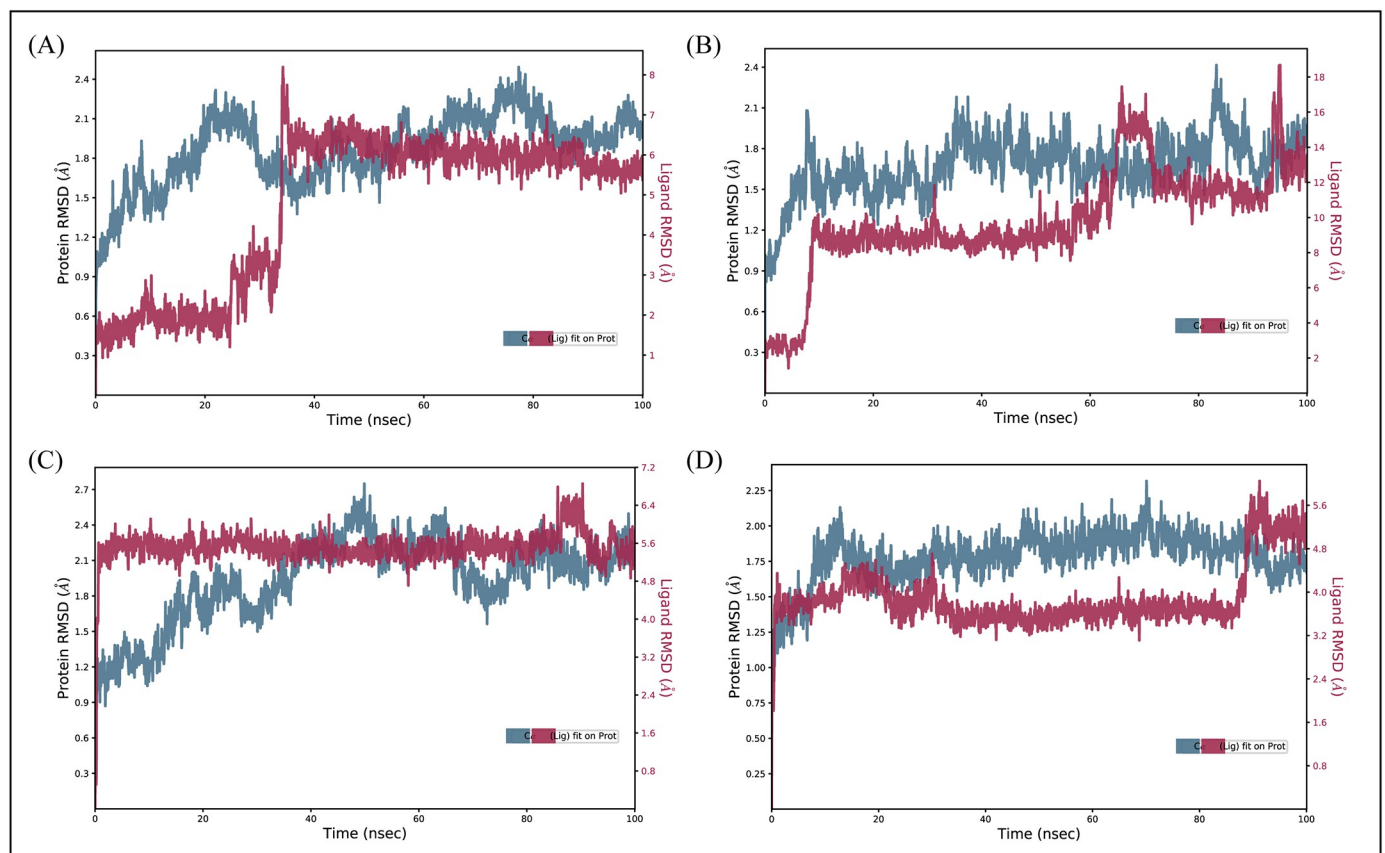 (A)
Protein RMSD (Å)
2.4
2.1
1.8
1.5
1.2
0.9
0.6
0.3
8
7
6
5
4
3
2
1
Ligand RMSD (Å)
Cα (Lig) fit on Prot
0 20 40 60 80 100
Time (nsec)
(B)
Protein RMSD (Å)
2.4
2.1
1.8
1.5
1.2
0.9
0.6
0.3
18
16
14
12
10
8
6
4
2
Ligand RMSD (Å)
Cα (Lig) fit on Prot
0 20 40 60 80 100
Time (nsec)
(C)
Protein RMSD (Å)
2.7
2.4
2.1
1.8
1.5
1.2
0.9
0.6
0.3
7.2
6.4
5.6
4.8
4.0
3.2
2.4
1.6
0.8
Ligand RMSD (Å)
Cα (Lig) fit on Prot
0 20 40 60 80 100
Time (nsec)
(D)
Protein RMSD (Å)
2.25
2.00
1.75
1.50
1.25
1.00
0.75
0.50
0.25
5.6
4.8
4.0
3.2
2.4
1.6
0.8
Ligand RMSD (Å)
Cα (Lig) fit on Prot
0 20 40 60 80 100
Time (nsec)